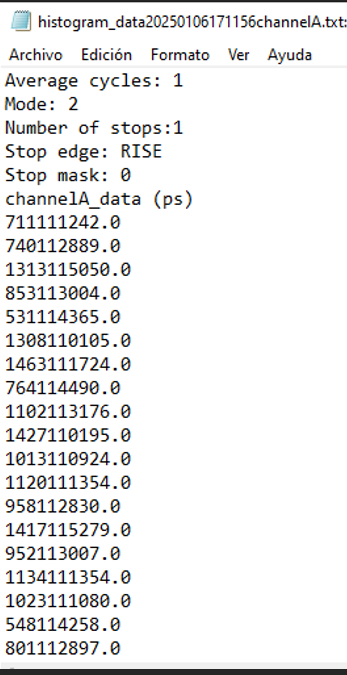 histogram_data20250106171156channelA.txt:
Archivo Edición Formato Ver Ayuda
Average cycles: 1
Mode: 2
Number of stops:1
Stop edge: RISE
Stop mask: 0
channelA_data (ps)
711111242.0
740112889.0
1313115050.0
853113004.0
531114365.0
1308110105.0
1463111724.0
764114490.0
1102113176.0
1427110195.0
1013110924.0
1120111354.0
958112830.0
1417115279.0
952113007.0
1134111354.0
1023111080.0
548114258.0
801112897.0